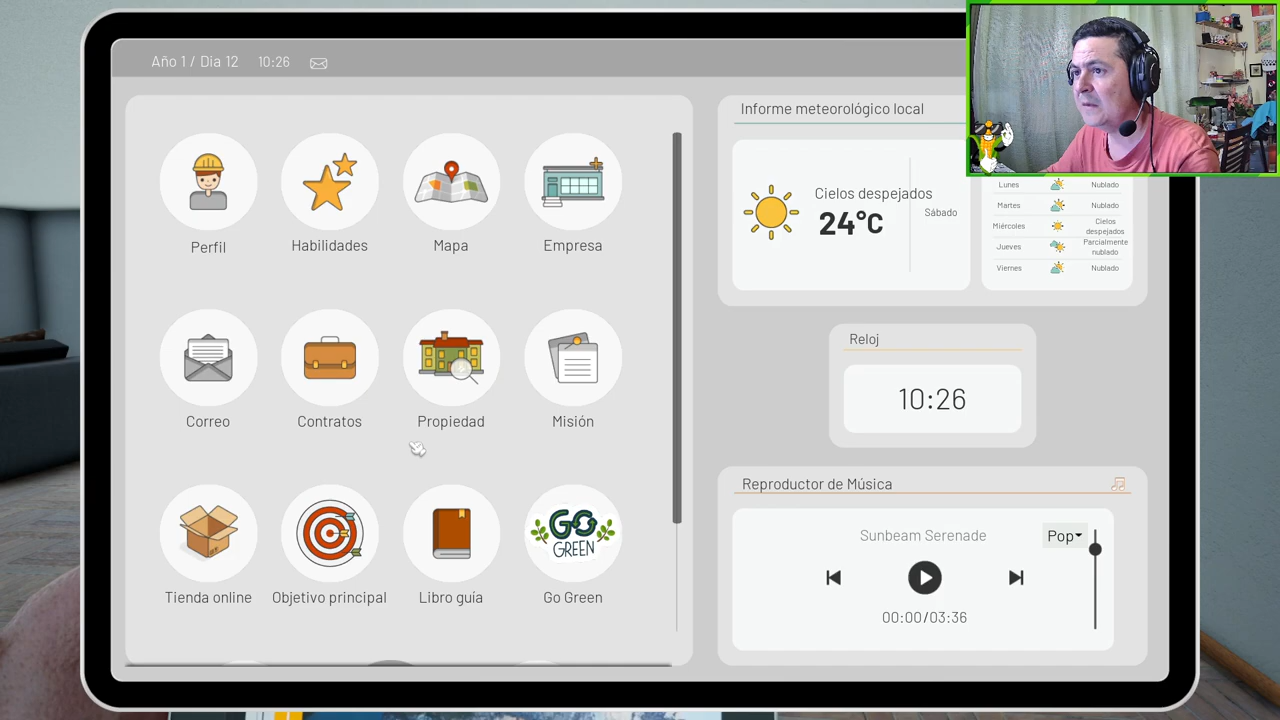 Año 1 / Dia 12 10:26
Perfil
Habilidades
Mapa
Empresa
Correo
Contratos
Propiedad
Misión
Tienda online
Objetivo principal
Libro guía
GO GREEN
Go Green
Informe meteorológico local
Cielos despejados
24°C
Sábado
Lunes Nublado
Martes Nublado
Miércoles Cielos despejados
Jueves Parcialmente nublado
Viernes Nublado
Reloj
10:26
Reproductor de Música
Sunbeam Serenade
Pop
00:00/03:36